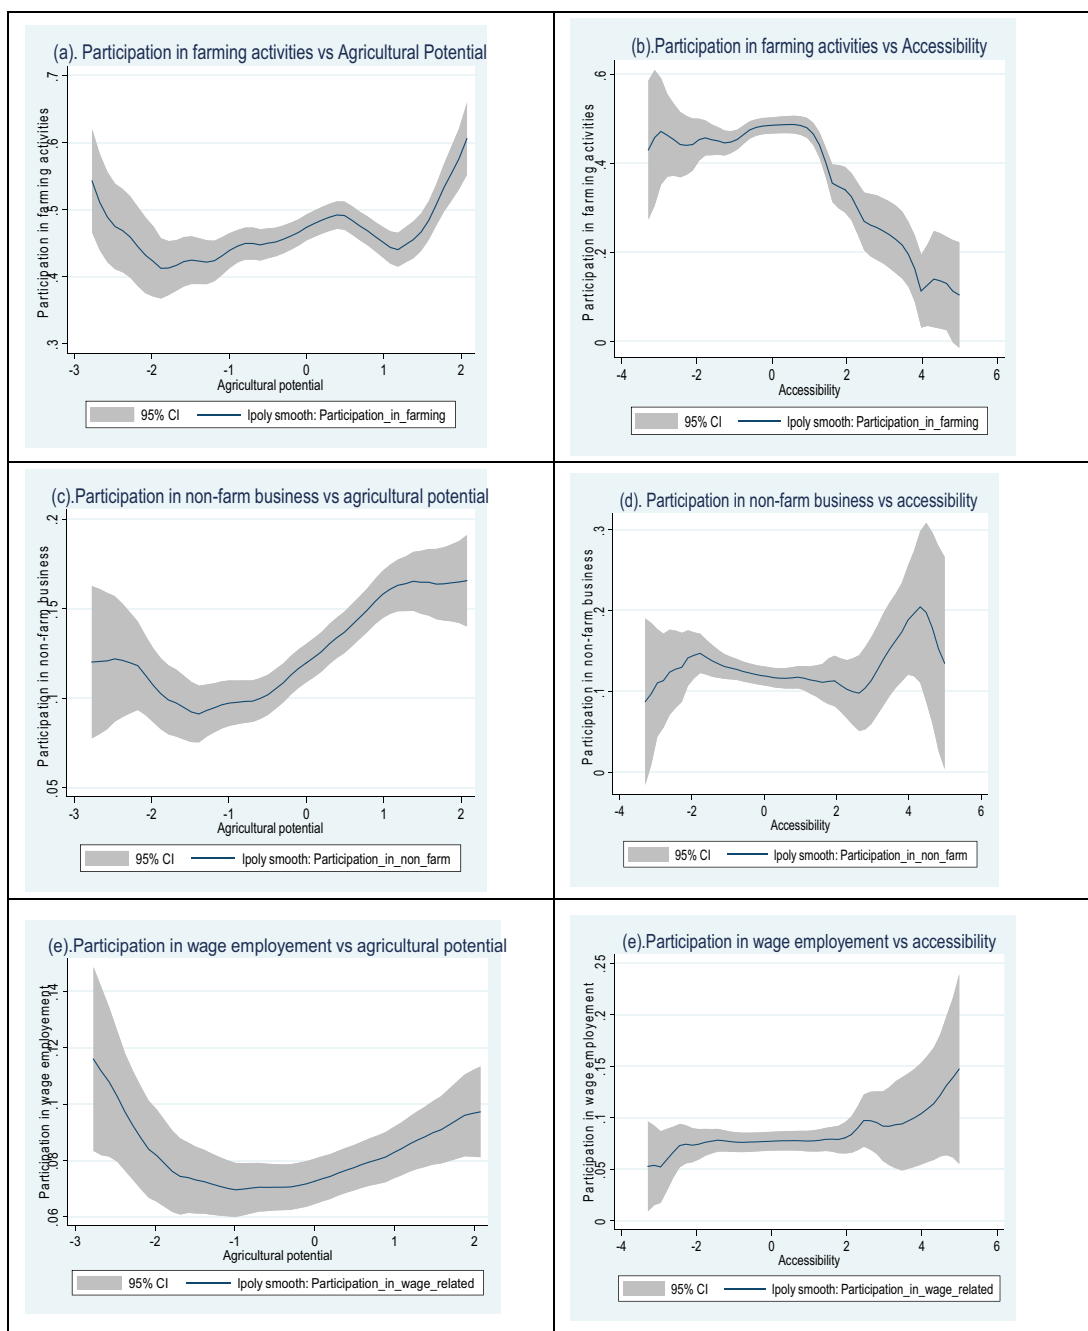 (a). Participation in farming activities vs Agricultural Potential
Participation in farming activities
.7
.6
.5
.4
.3
-3 -2 -1 0 1 2
Agricultural potential
95% CI lpoly smooth: Participation_in_farming
(b).Participation in farming activities vs Accessibility
Participation in farming activities
.6
.4
.2
0
-4 -2 0 2 4 6
Accessibility
95% CI lpoly smooth: Participation_in_farming
(c).Participation in non-farm business vs agricultural potential
Participation in non-farm business
.2
.15
.1
.05
-3 -2 -1 0 1 2
Agricultural potential
95% CI lpoly smooth: Participation_in_non_farm
(d). Participation in non-farm business vs accessibility
Participation in non-farm business
.3
.2
.1
0
-4 -2 0 2 4 6
Accessibility
95% CI lpoly smooth: Participation_in_non_farm
(e).Participation in wage employement vs agricultural potential
Participation in wage employement
.14
.12
.1
.08
.06
-3 -2 -1 0 1 2
Agricultural potential
95% CI lpoly smooth: Participation_in_wage_related
(e).Participation in wage employement vs accessibility
Participation in wage employement
.25
.2
.15
.1
.05
0
-4 -2 0 2 4 6
Accessibility
95% CI lpoly smooth: Participation_in_wage_related